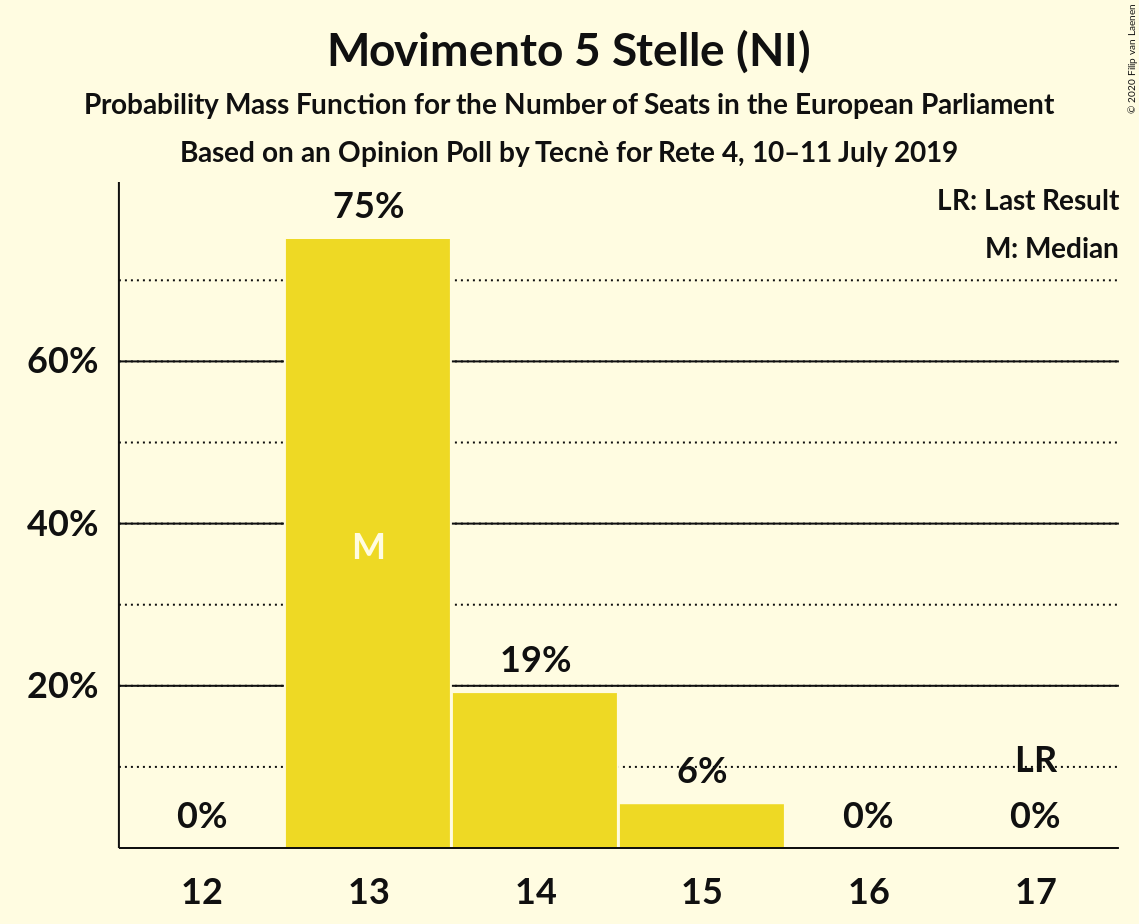 Movimento 5 Stelle (NI)
Probability Mass Function for the Number of Seats in the European Parliament
Based on an Opinion Poll by Tecnè for Rete 4, 10–11 July 2019
© 2020 Filip van Laenen
LR: Last Result
M: Median
75%
60%
40%
M
19%
20%
6%
LR
0%
0%
0%
12
13
14
15
16
17